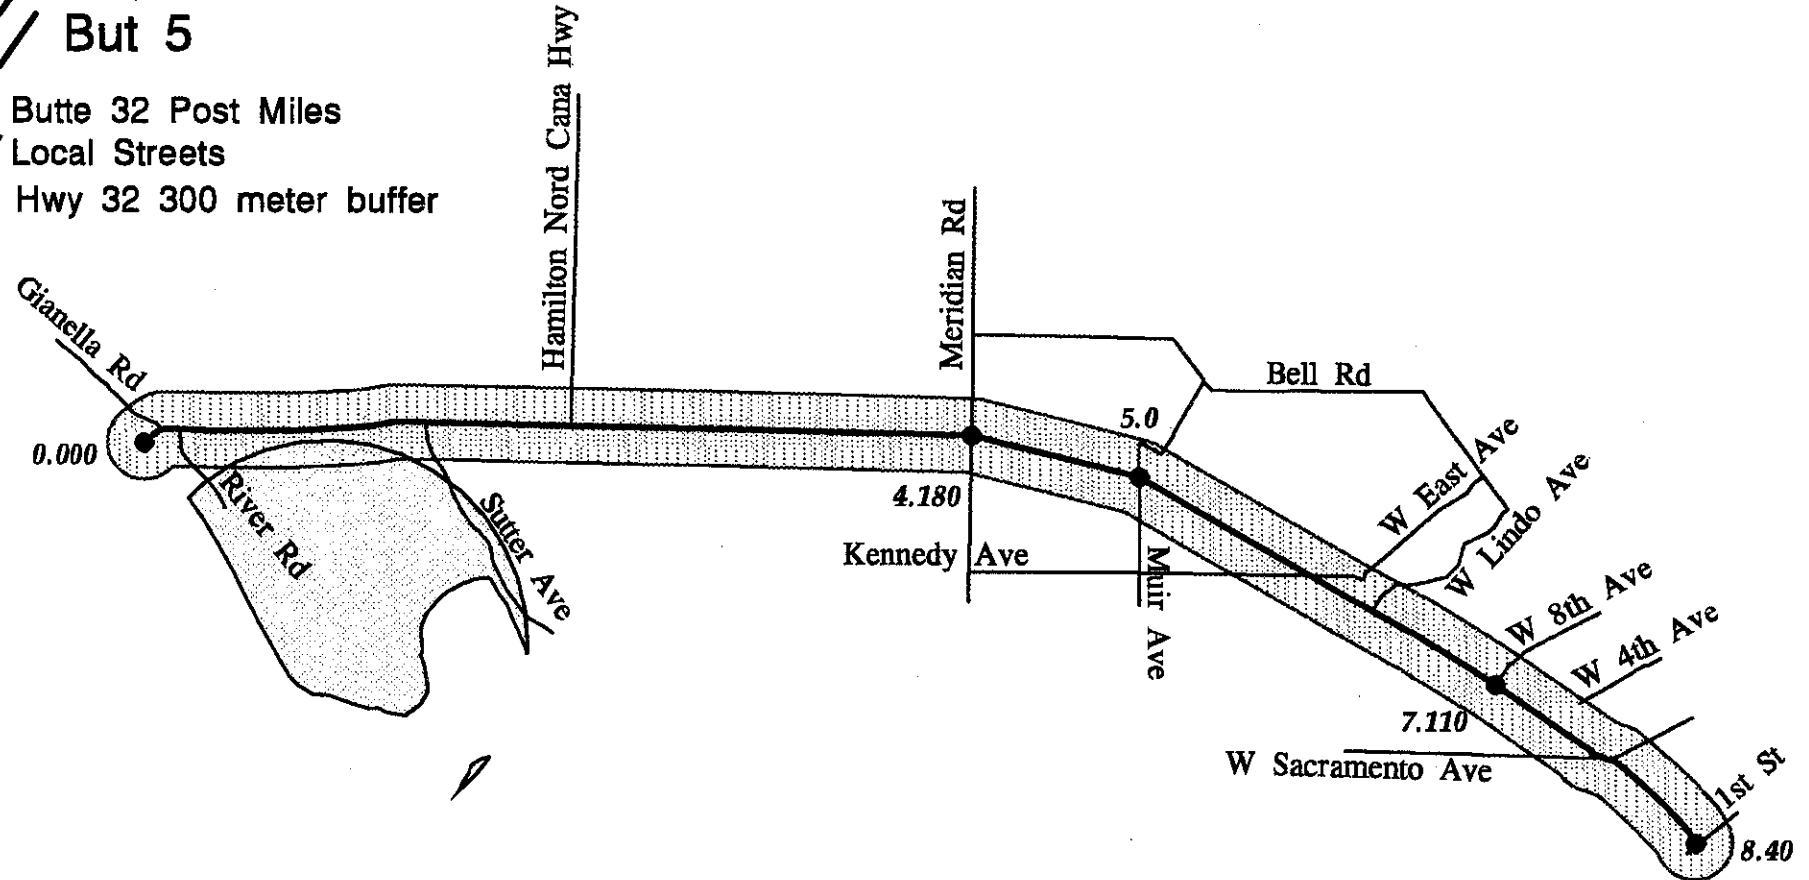 But 5
Butte 32 Post Miles
Local Streets
Hwy 32 300 meter buffer
Hamilton Nord Cana Hwy
Meridian Rd
Gianella Rd
Bell Rd
5.0
0.000
W East Ave
W Lindo Ave
River Rd
Sutter Ave
4.180
Kennedy Ave
Muir Ave
W 8th Ave
W 4th Ave
7.110
W Sacramento Ave
1st St
8.40